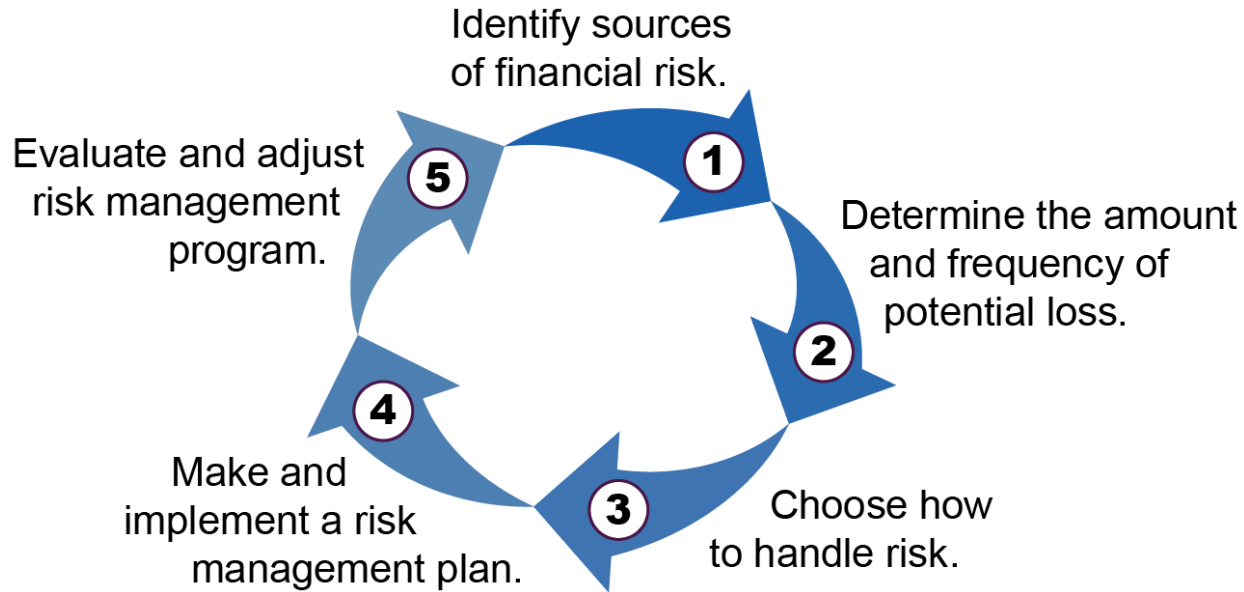 Identify sources
of financial risk.
1
Determine the amount
and frequency of
potential loss.
2
Choose how
to handle risk.
3
Make and
implement a risk
management plan.
4
Evaluate and adjust
risk management
program.
5